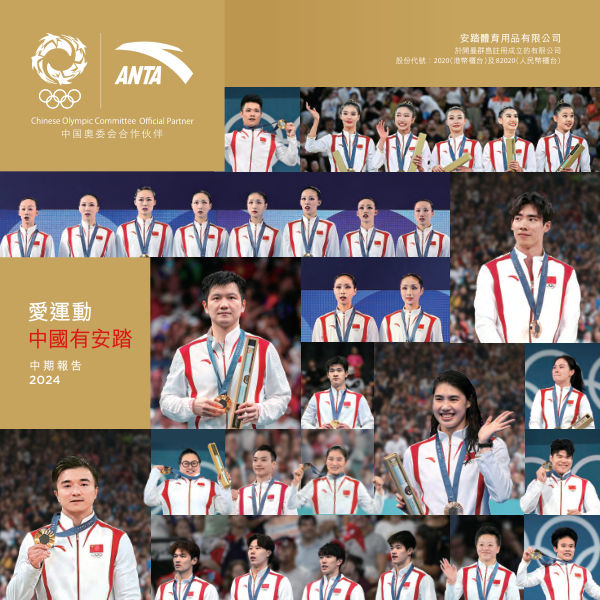 ANTA
Chinese Olympic Committee Official Partner
中国奥委会合作伙伴
安踏體育用品有限公司
於開曼群島註冊成立的有限公司
股份代號：2020（港幣櫃台）及82020（人民幣櫃台）
愛運動
中國有安踏
中期報告
2024